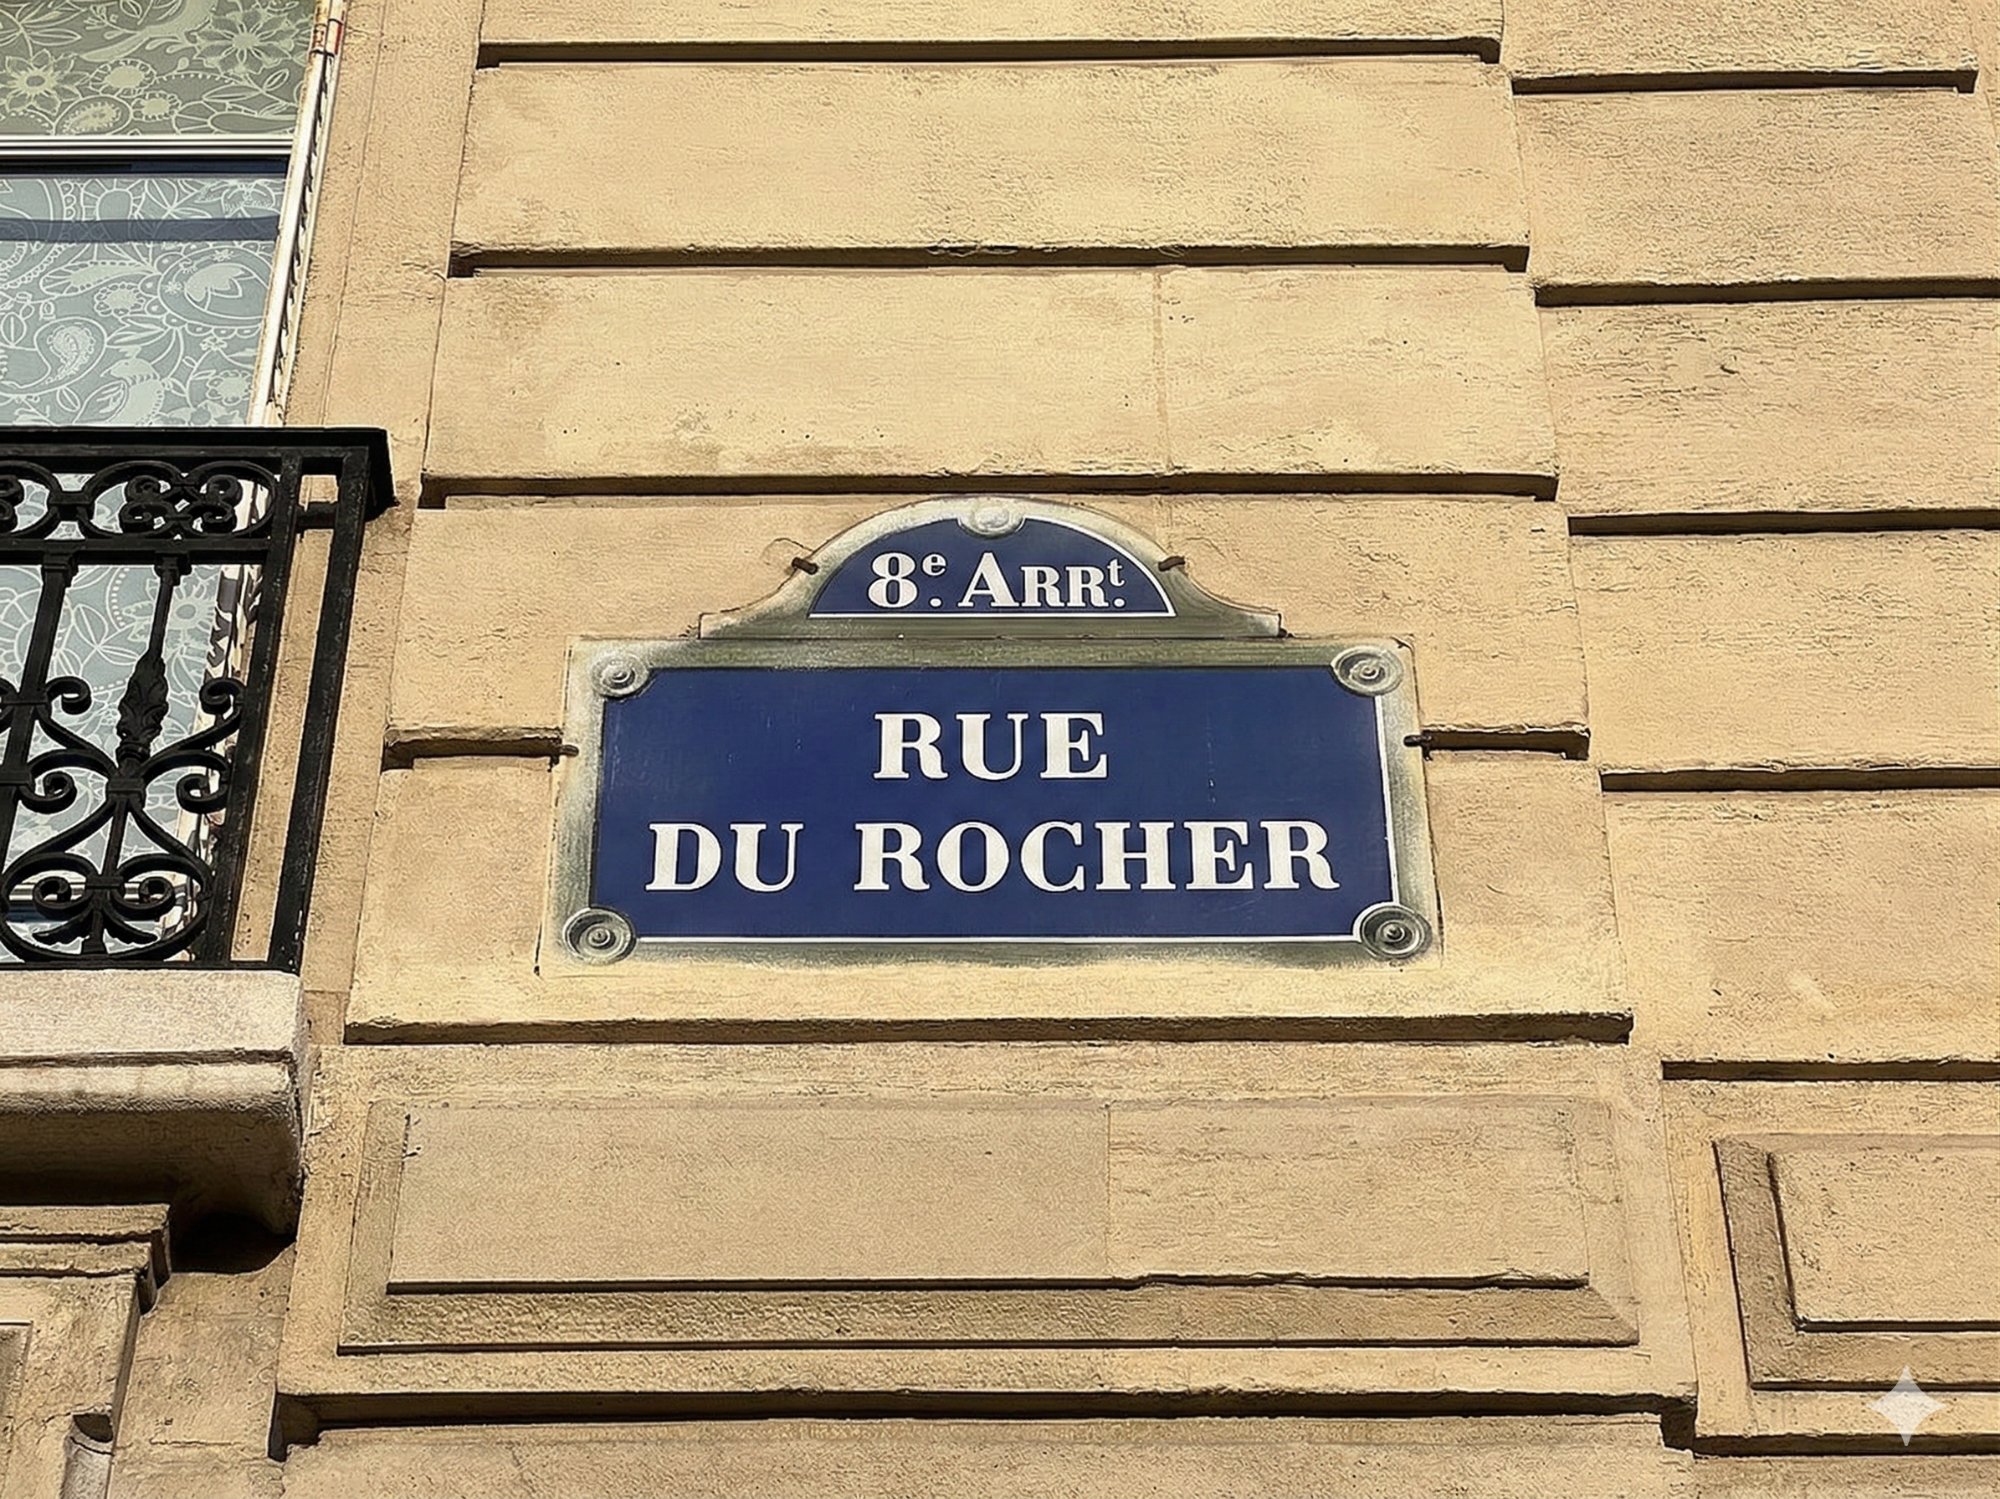 8e. ARRt.
RUE
DU ROCHER